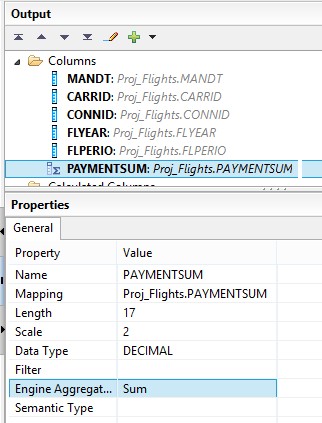 Output
Columns
MANDT: Proj_Flights.MANDT
CARRID: Proj_Flights.CARRID
CONNID: Proj_Flights.CONNID
FLYEAR: Proj_Flights.FLYEAR
FLPERIO: Proj_Flights.FLPERIO
PAYMENTSUM: Proj_Flights.PAYMENTSUM
Calculated Columns
Properties
General
Property Value
Name PAYMENTSUM
Mapping Proj_Flights.PAYMENTSUM
Length 17
Scale 2
Data Type DECIMAL
Filter
Engine Aggregat... Sum
Semantic Type